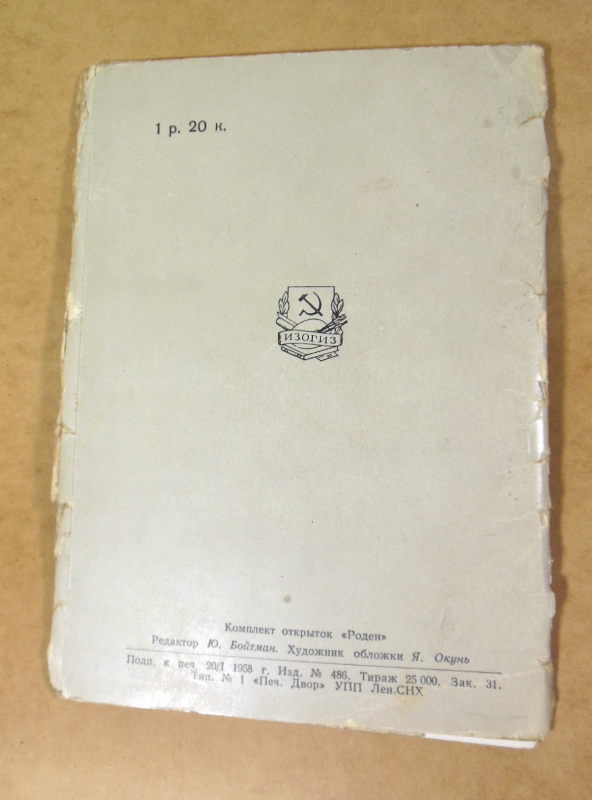 1 р. 20 к.
ИЗОГИЗ
Комплект открыток «Роден»
Редактор Ю. Бойтман. Художник обложки Я. Окунь
Подп. к печ. 20/I 1958 г. Изд. № 486. Тираж 25 000. Зак. 31.
Тип. № 1 «Печ. Двор» УПП Лен.СНХ